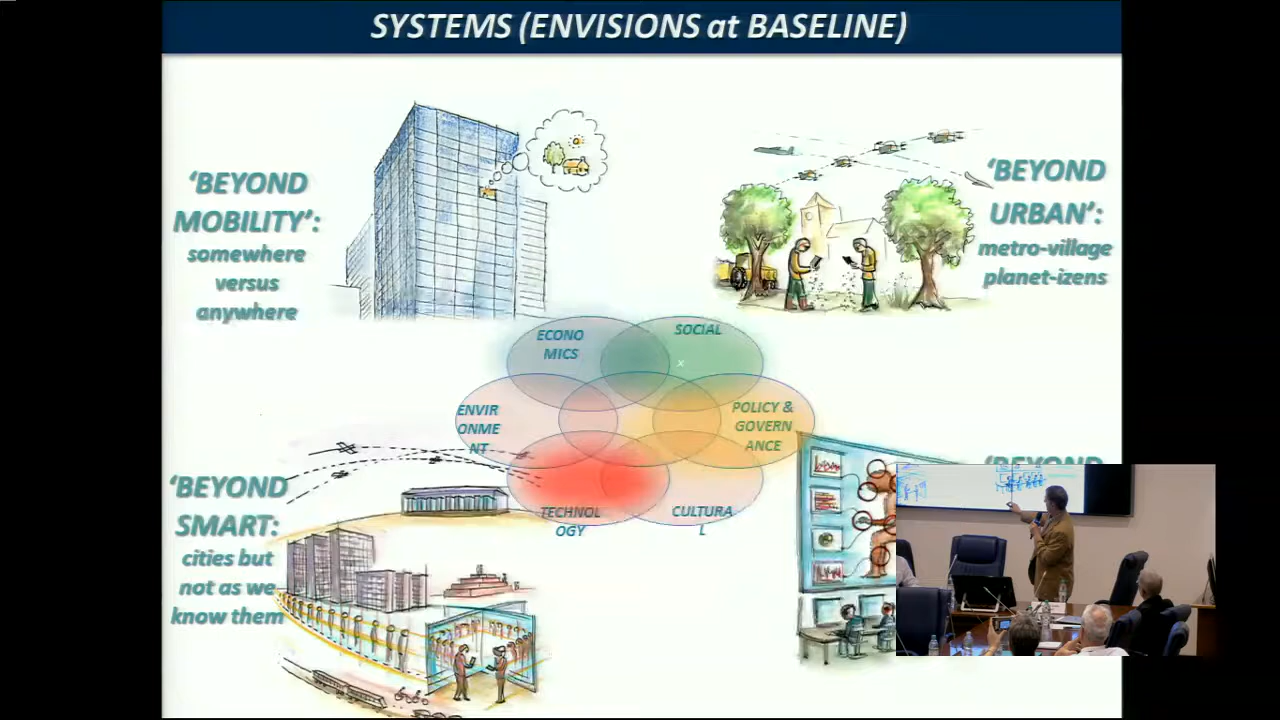 SYSTEMS (ENVISIONS at BASELINE)
‘BEYOND
MOBILITY’:
somewhere
versus
anywhere
‘BEYOND
URBAN’:
metro-village
planet-izens
ECONO
MICS
SOCIAL
ENVIR
ONME
NT
POLICY &
GOVERN
ANCE
TECHNOL
OGY
CULTURA
L
‘BEYOND
SMART:
cities but
not as we
know them
‘BEYOND